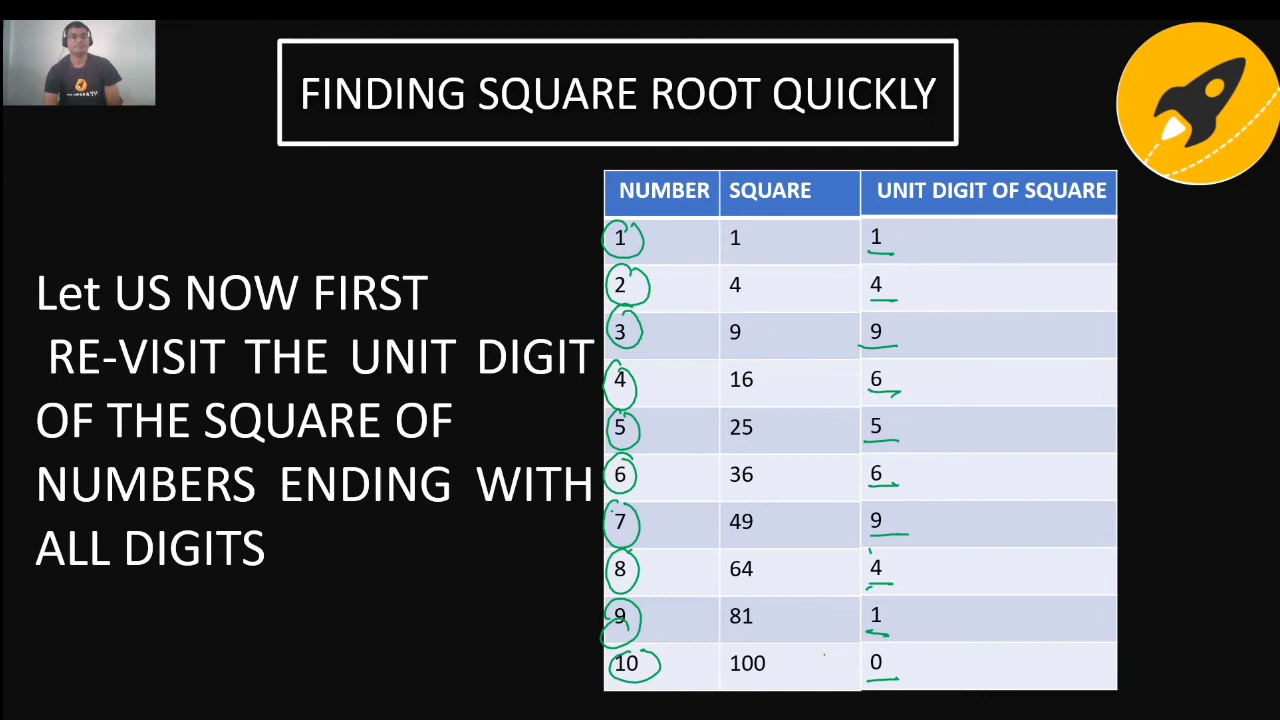 FINDING SQUARE ROOT QUICKLY
Let US NOW FIRST
RE-VISIT THE UNIT DIGIT
OF THE SQUARE OF
NUMBERS ENDING WITH
ALL DIGITS
NUMBER SQUARE UNIT DIGIT OF SQUARE
1 1 1
2 4 4
3 9 9
4 16 6
5 25 5
6 36 6
7 49 9
8 64 4
9 81 1
10 100 0